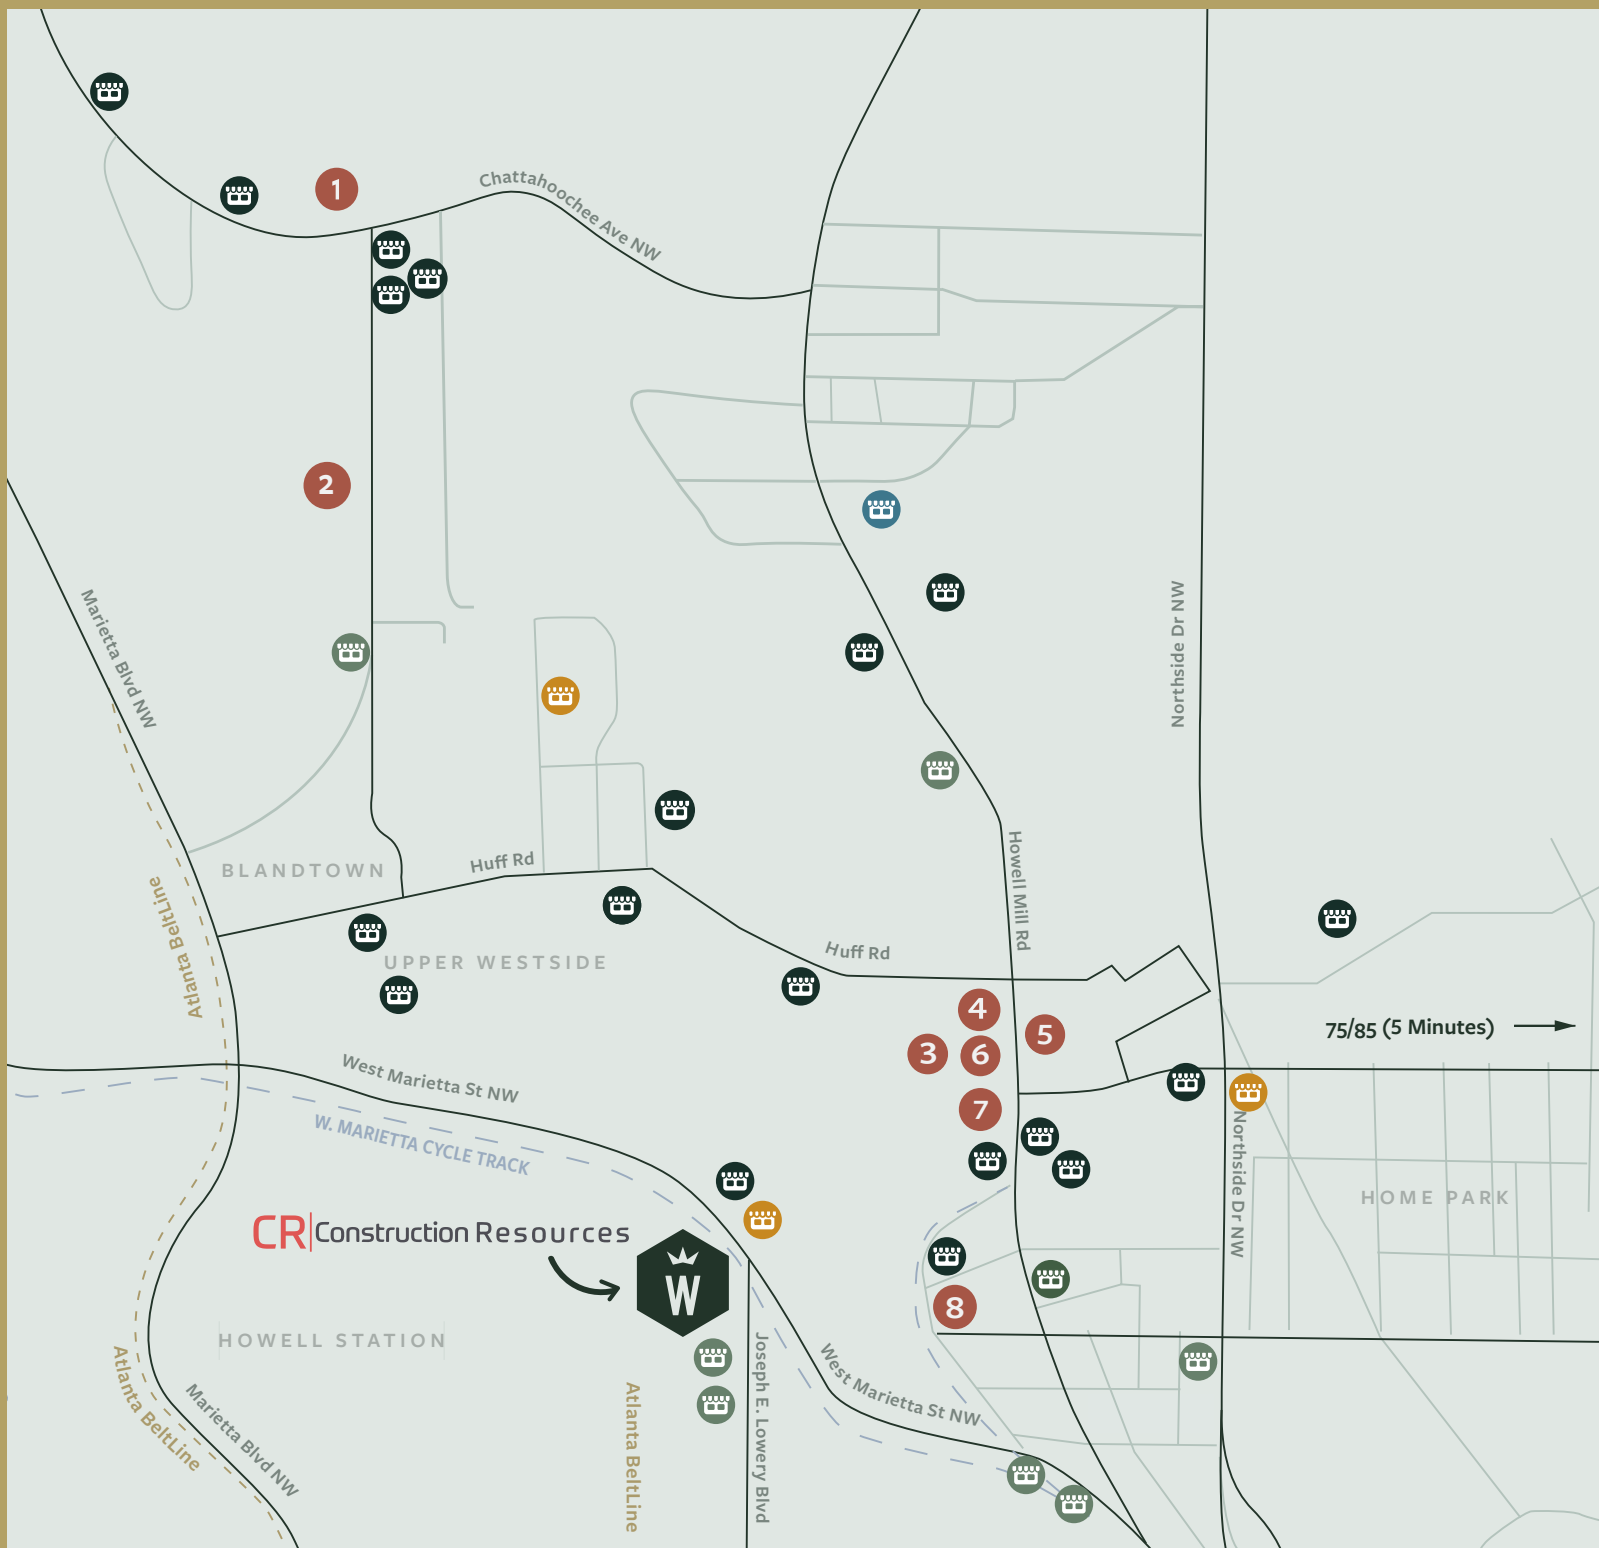 1
Chattahoochee Ave NW
2
Marietta Blvd NW
Northside Dr NW
Huff Rd
BLANDTOWN
Howell Mill Rd
Atlanta BeltLine
Huff Rd
UPPER WESTSIDE
4
5
75/85 (5 Minutes)
3
6
West Marietta St NW
7
W. MARIETTA CYCLE TRACK
Northside Dr NW
HOME PARK
CR|Construction Resources
W
8
HOWELL STATION
Atlanta BeltLine
Marietta Blvd NW
Atlanta BeltLine
Joseph E. Lowery Blvd
West Marietta St NW